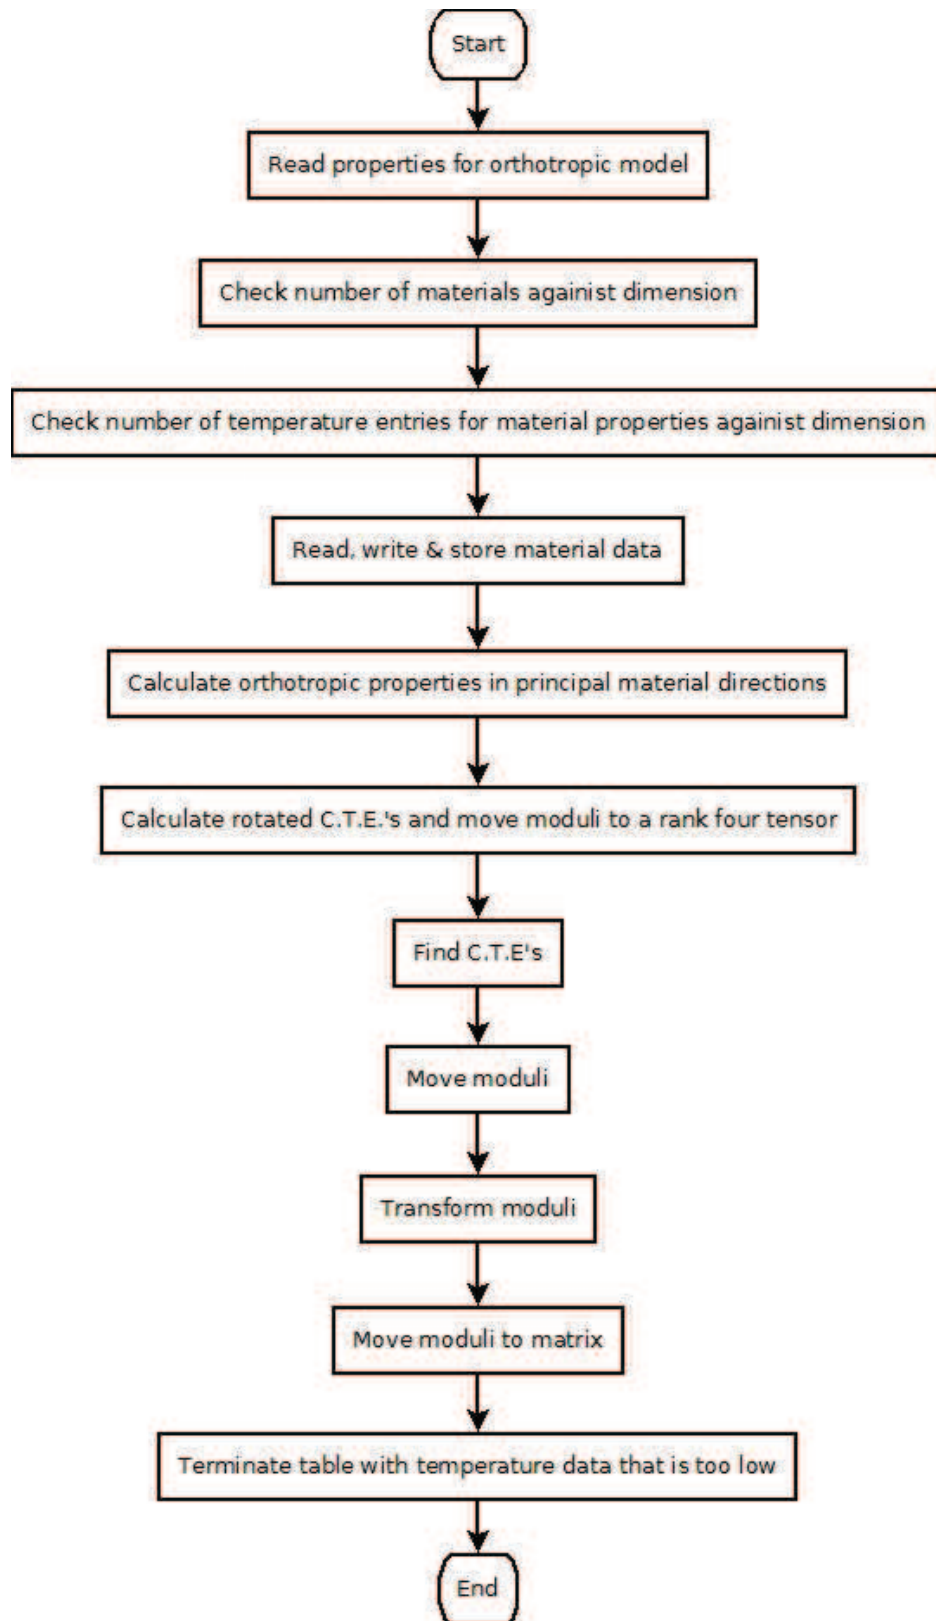 Start
Read properties for orthotropic model
Check number of materials againist dimension
Check number of temperature entries for material properties againist dimension
Read, write & store material data
Calculate orthotropic properties in principal material directions
Calculate rotated C.T.E.'s and move moduli to a rank four tensor
Find C.T.E's
Move moduli
Transform moduli
Move moduli to matrix
Terminate table with temperature data that is too low
End